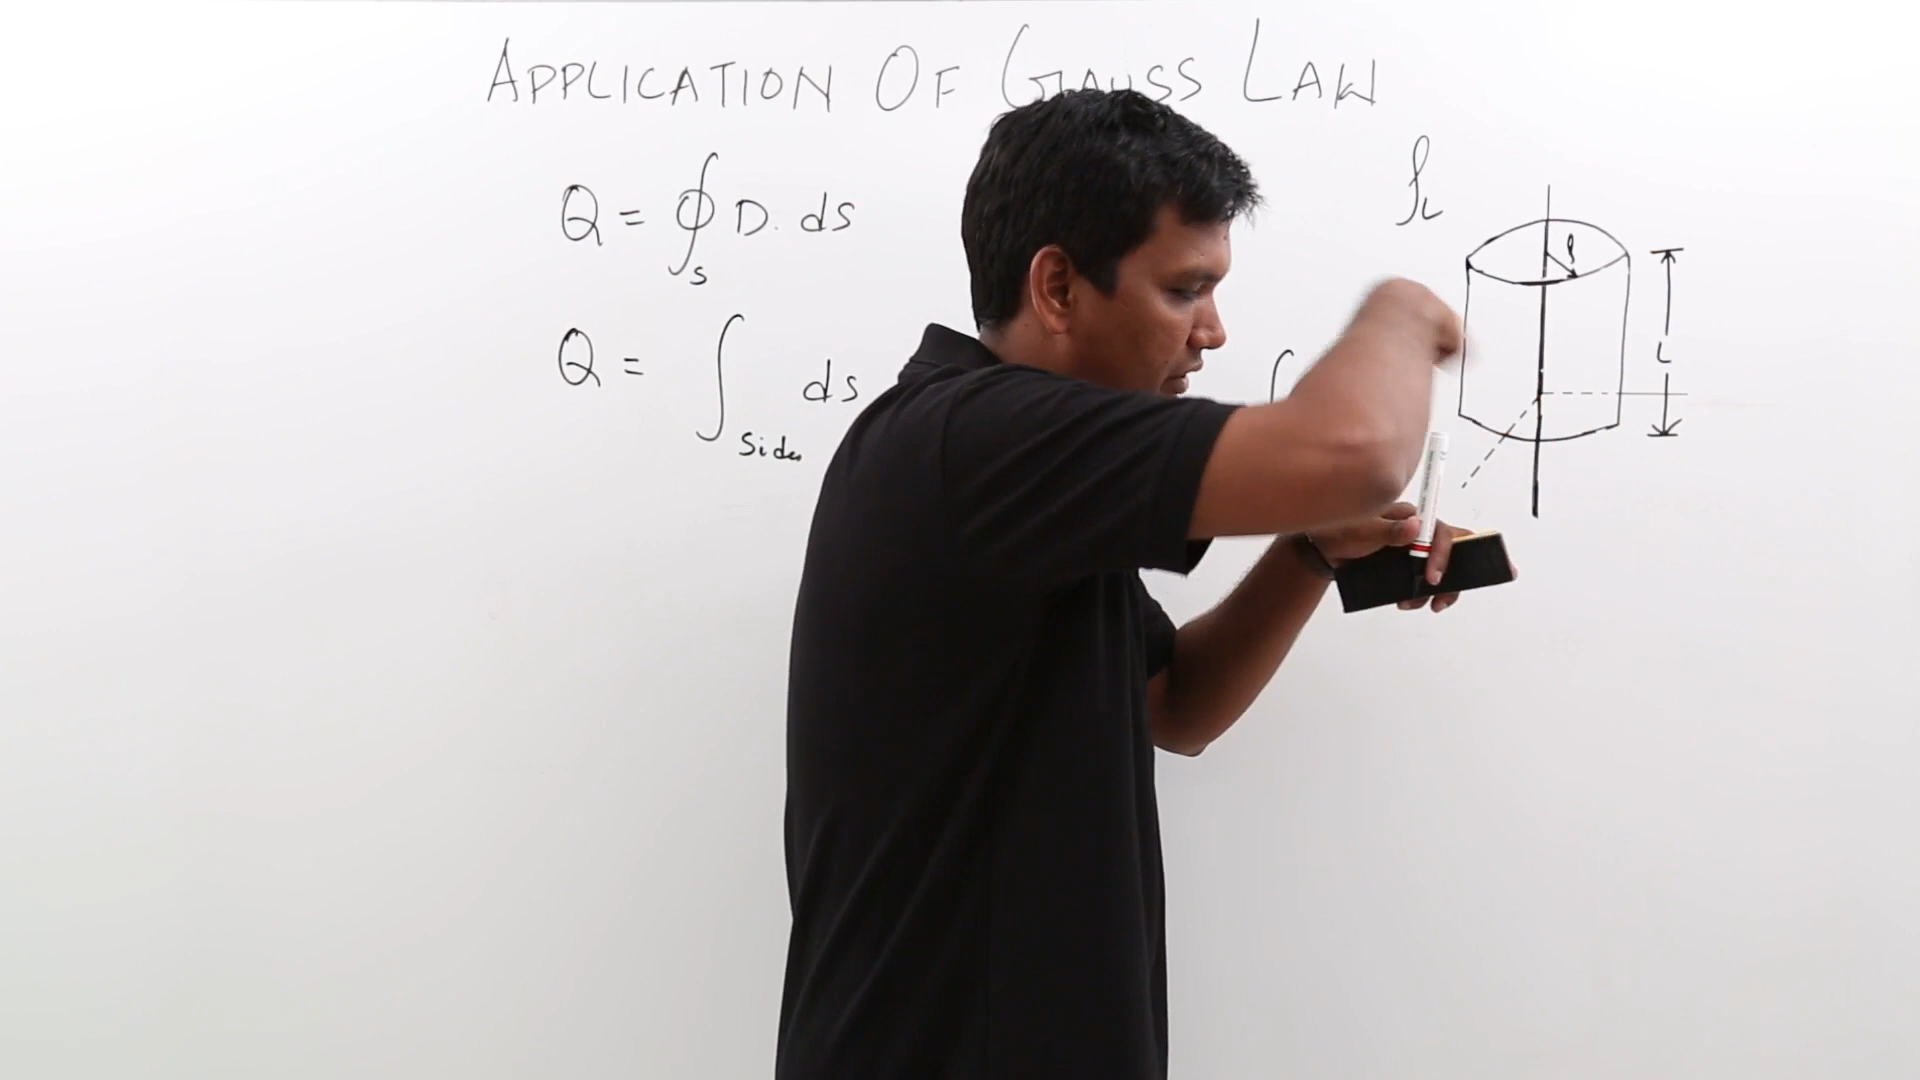 APPLICATION OF GAUSS LAW
Q = ∮ D. ds
s
ρL
ρ
L
Q = ∫ ds
Sides
∫